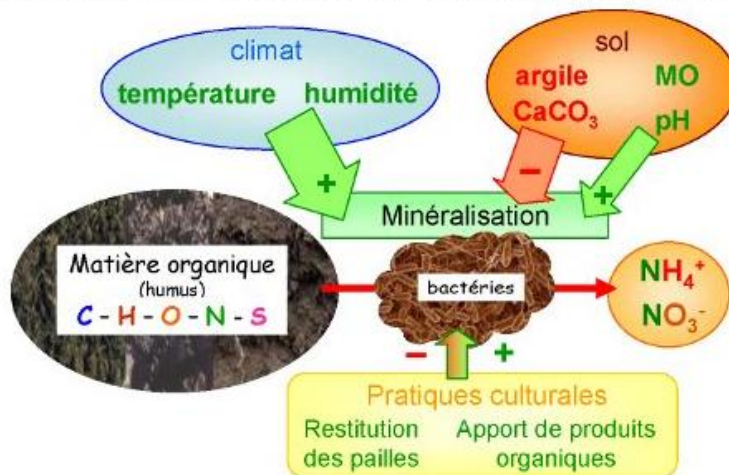 climat
température humidité
sol
argile MO
CaCO₃ pH
+
−
+
Minéralisation
Matière organique
(humus)
C - H - O - N - S
bactéries
NH₄⁺
NO₃⁻
− +
Pratiques culturales
Restitution Apport de produits
des pailles organiques